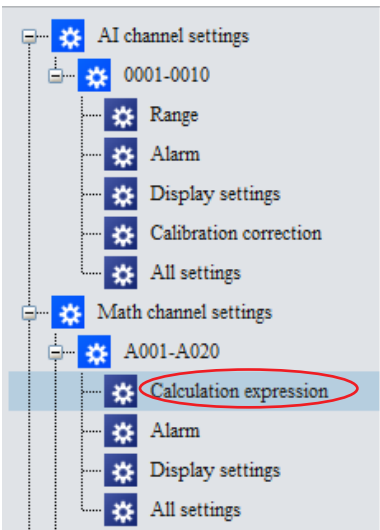 AI channel settings
0001-0010
Range
Alarm
Display settings
Calibration correction
All settings
Math channel settings
A001-A020
Calculation expression
Alarm
Display settings
All settings